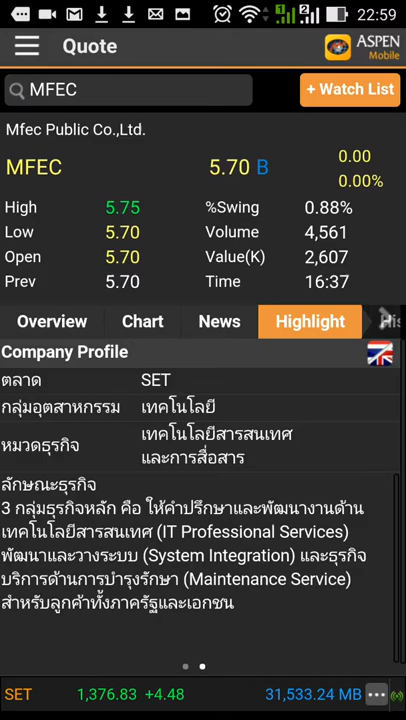 22:59
Quote
ASPEN
Mobile
MFEC
+ Watch List
Mfec Public Co.,Ltd.
MFEC 5.70 B 0.00
0.00%
High 5.75 %Swing 0.88%
Low 5.70 Volume 4,561
Open 5.70 Value(K) 2,607
Prev 5.70 Time 16:37
Overview Chart News Highlight His
Company Profile
ตลาด SET
กลุ่มอุตสาหกรรม เทคโนโลยี
หมวดธุรกิจ เทคโนโลยีสารสนเทศ
และการสื่อสาร
ลักษณะธุรกิจ
3 กลุ่มธุรกิจหลัก คือ ให้คำปรึกษาและพัฒนางานด้าน
เทคโนโลยีสารสนเทศ (IT Professional Services)
พัฒนาและวางระบบ (System Integration) และธุรกิจ
บริการด้านการบำรุงรักษา (Maintenance Service)
สำหรับลูกค้าทั้งภาครัฐและเอกชน
SET 1,376.83 +4.48 31,533.24 MB